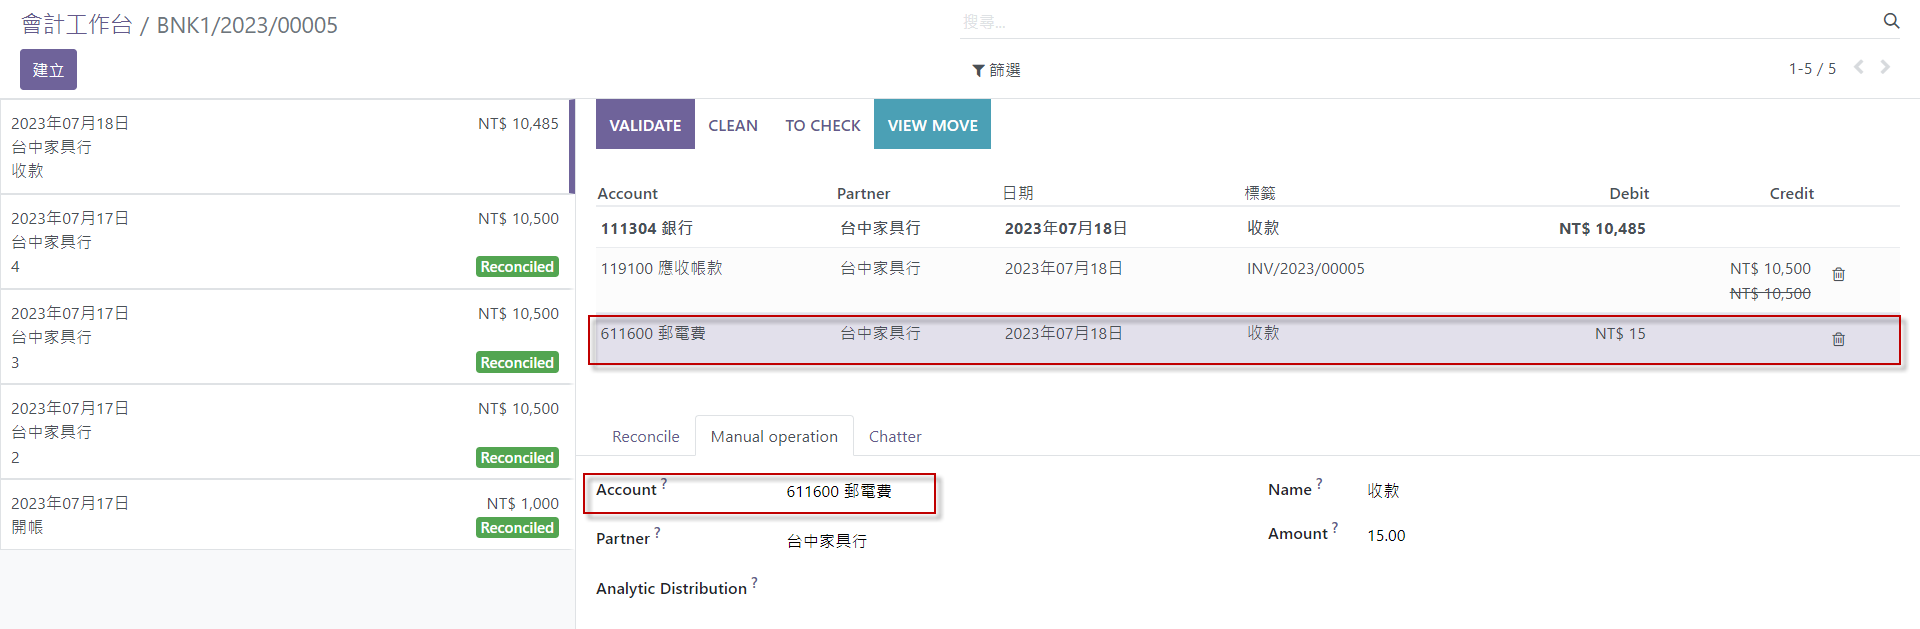 會計工作台 / BNK1/2023/00005
搜尋...
建立
篩選
1-5 / 5
2023年07月18日 NT$ 10,485
台中家具行
收款
2023年07月17日 NT$ 10,500
台中家具行
4 Reconciled
2023年07月17日 NT$ 10,500
台中家具行
3 Reconciled
2023年07月17日 NT$ 10,500
台中家具行
2 Reconciled
2023年07月17日 NT$ 1,000
開帳 Reconciled
VALIDATE CLEAN TO CHECK VIEW MOVE
Account Partner 日期 標籤 Debit Credit
111304 銀行 台中家具行 2023年07月18日 收款 NT$ 10,485
119100 應收帳款 台中家具行 2023年07月18日 INV/2023/00005 NT$ 10,500
NT$ 10,500
611600 郵電費 台中家具行 2023年07月18日 收款 NT$ 15
Reconcile Manual operation Chatter
Account ? 611600 郵電費
Name ? 收款
Partner ? 台中家具行
Amount ? 15.00
Analytic Distribution ?